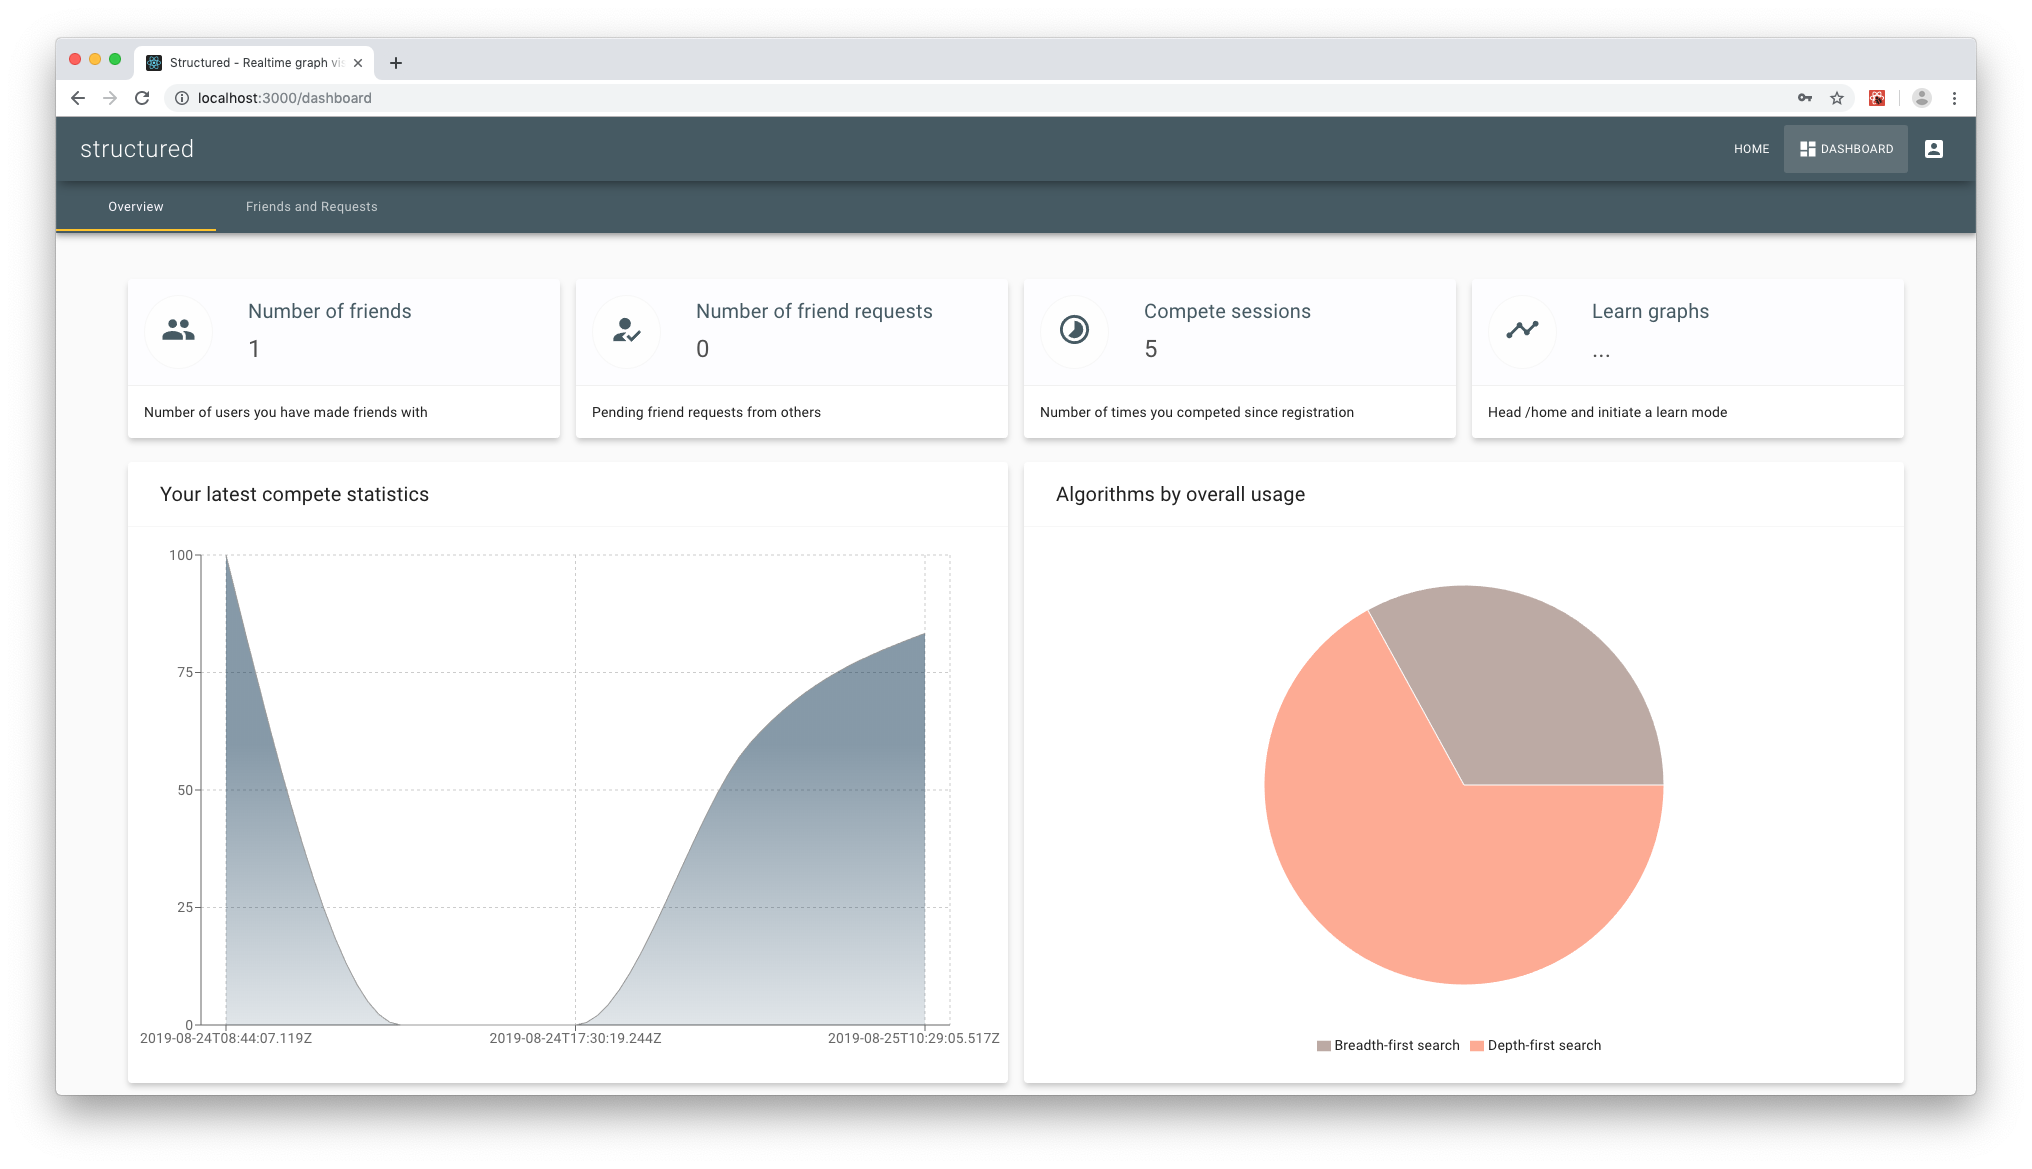 Structured - Realtime graph vis
localhost:3000/dashboard
structured
HOME
DASHBOARD
Overview
Friends and Requests
Number of friends
1
Number of users you have made friends with
Number of friend requests
0
Pending friend requests from others
Compete sessions
5
Number of times you competed since registration
Learn graphs
...
Head /home and initiate a learn mode
Your latest compete statistics
100
75
50
25
0
2019-08-24T08:44:07.119Z
2019-08-24T17:30:19.244Z
2019-08-25T10:29:05.517Z
Algorithms by overall usage
Breadth-first search
Depth-first search